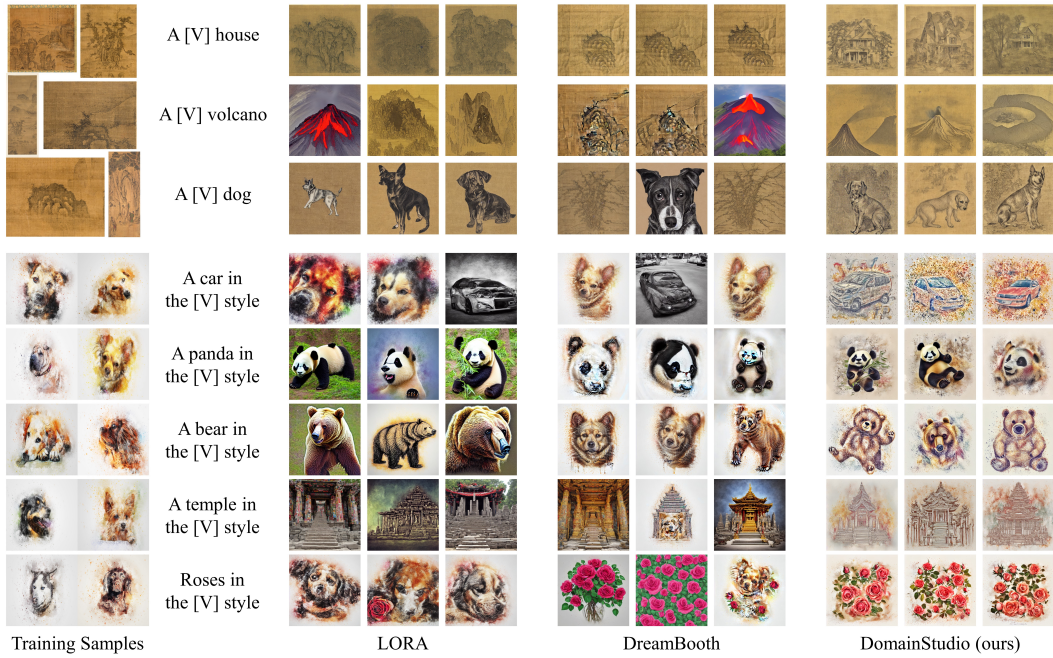 A [V] house
A [V] volcano
A [V] dog
A car in
the [V] style
A panda in
the [V] style
A bear in
the [V] style
A temple in
the [V] style
Roses in
the [V] style
Training Samples
LORA
DreamBooth
DomainStudio (ours)